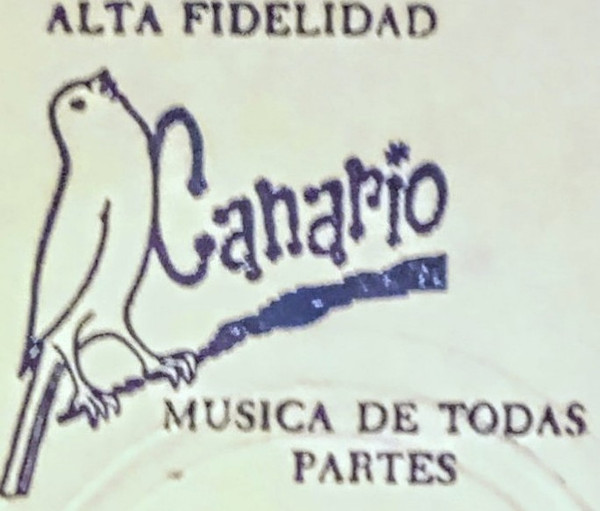 ALTA FIDELIDAD
Canario
MUSICA DE TODAS
PARTES